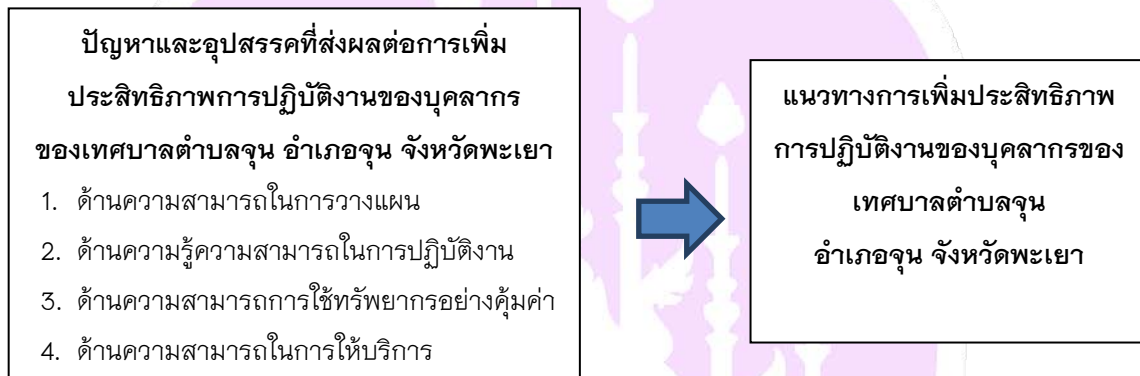 ปัญหาและอุปสรรคที่ส่งผลต่อการเพิ่ม
ประสิทธิภาพการปฏิบัติงานของบุคลากร
ของเทศบาลตำบลจุน อำเภอจุน จังหวัดพะเยา
1. ด้านความสามารถในการวางแผน
2. ด้านความรู้ความสามารถในการปฏิบัติงาน
3. ด้านความสามารถการใช้ทรัพยากรอย่างคุ้มค่า
4. ด้านความสามารถในการให้บริการ
แนวทางการเพิ่มประสิทธิภาพ
การปฏิบัติงานของบุคลากรของ
เทศบาลตำบลจุน
อำเภอจุน จังหวัดพะเยา